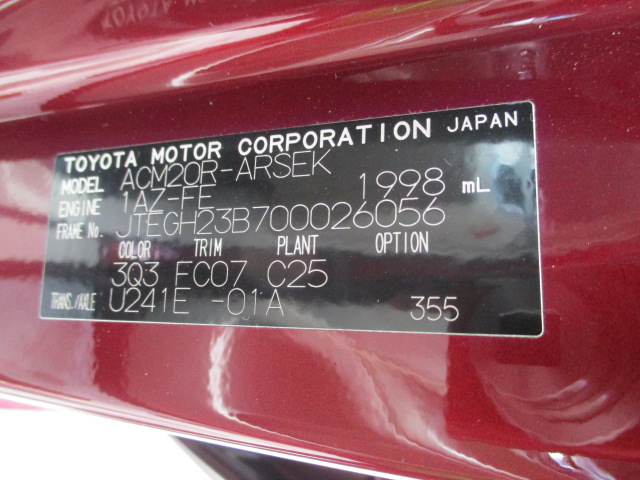 TOYOTA MOTOR CORPORATION JAPAN
MODEL ACM20R-ARSEK
ENGINE 1AZ-FE 1998 mL
FRAME No. JTEGH23B700026056
COLOR TRIM PLANT OPTION
3Q3 FC07 C25
TRANS./AXLE U241E -01A 355